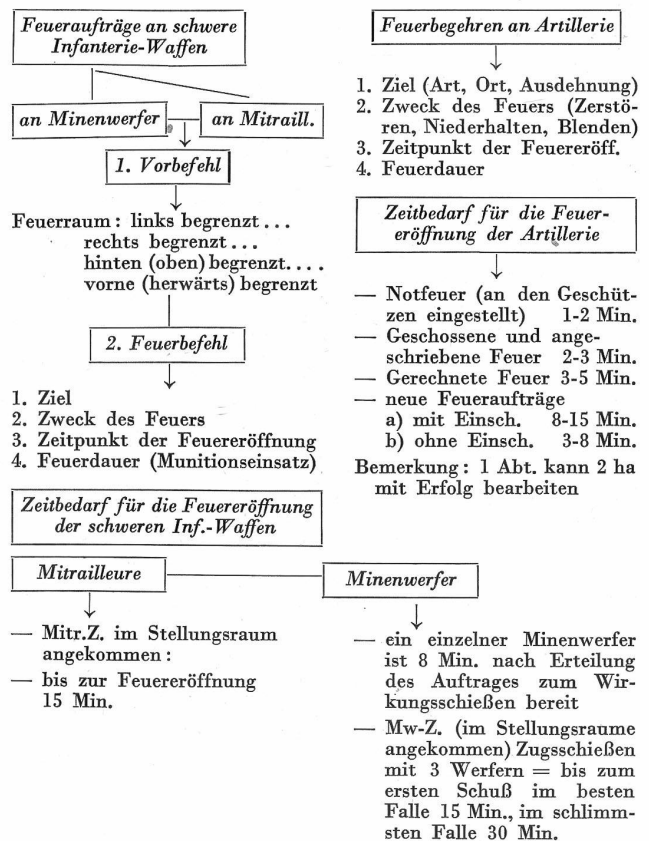 Feueraufträge an schwere
Infanterie-Waffen
an Minenwerfer
an Mitraill.
1. Vorbefehl
Feuerraum: links begrenzt...
rechts begrenzt...
hinten (oben) begrenzt....
vorne (herwärts) begrenzt
2. Feuerbefehl
1. Ziel
2. Zweck des Feuers
3. Zeitpunkt der Feuereröffnung
4. Feuerdauer (Munitionseinsatz)
Feuerbegehren an Artillerie
1. Ziel (Art, Ort, Ausdehnung)
2. Zweck des Feuers (Zerstö-
ren, Niederhalten, Blenden)
3. Zeitpunkt der Feuereröff.
4. Feuerdauer
Zeitbedarf für die Feuer-
eröffnung der Artillerie
— Notfeuer (an den Geschüt-
zen eingestellt) 1-2 Min.
— Geschossene und ange-
schriebene Feuer 2-3 Min.
— Gerechnete Feuer 3-5 Min.
— neue Feueraufträge
a) mit Einsch. 8-15 Min.
b) ohne Einsch. 3-8 Min.
Bemerkung: 1 Abt. kann 2 ha
mit Erfolg bearbeiten
Zeitbedarf für die Feuereröffnung
der schweren Inf.-Waffen
Mitrailleure
— Mitr.Z. im Stellungsraum
angekommen:
— bis zur Feuereröffnung
15 Min.
Minenwerfer
— ein einzelner Minenwerfer
ist 8 Min. nach Erteilung
des Auftrages zum Wir-
kungsschießen bereit
— Mw-Z. (im Stellungsraume
angekommen) Zugsschießen
mit 3 Werfern = bis zum
ersten Schuß im besten
Falle 15 Min., im schlimm-
sten Falle 30 Min.